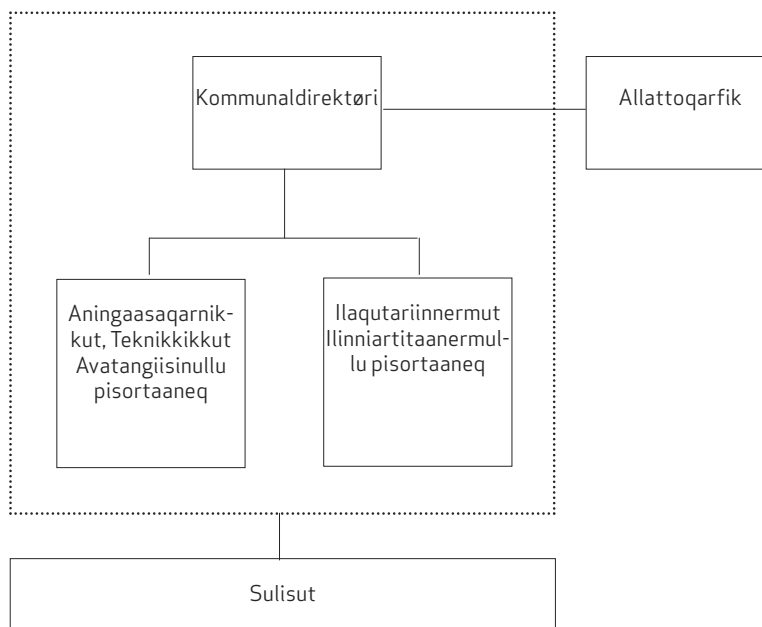 Kommunaldirektøri
Allattoqarfik
Aningaasaqarnik-
kut, Teknikkikkut
Avatangiisinullu
pisortaaneq
Ilaqutariinnermut
Ilinniartitaanermul-
lu pisortaaneq
Sulisut